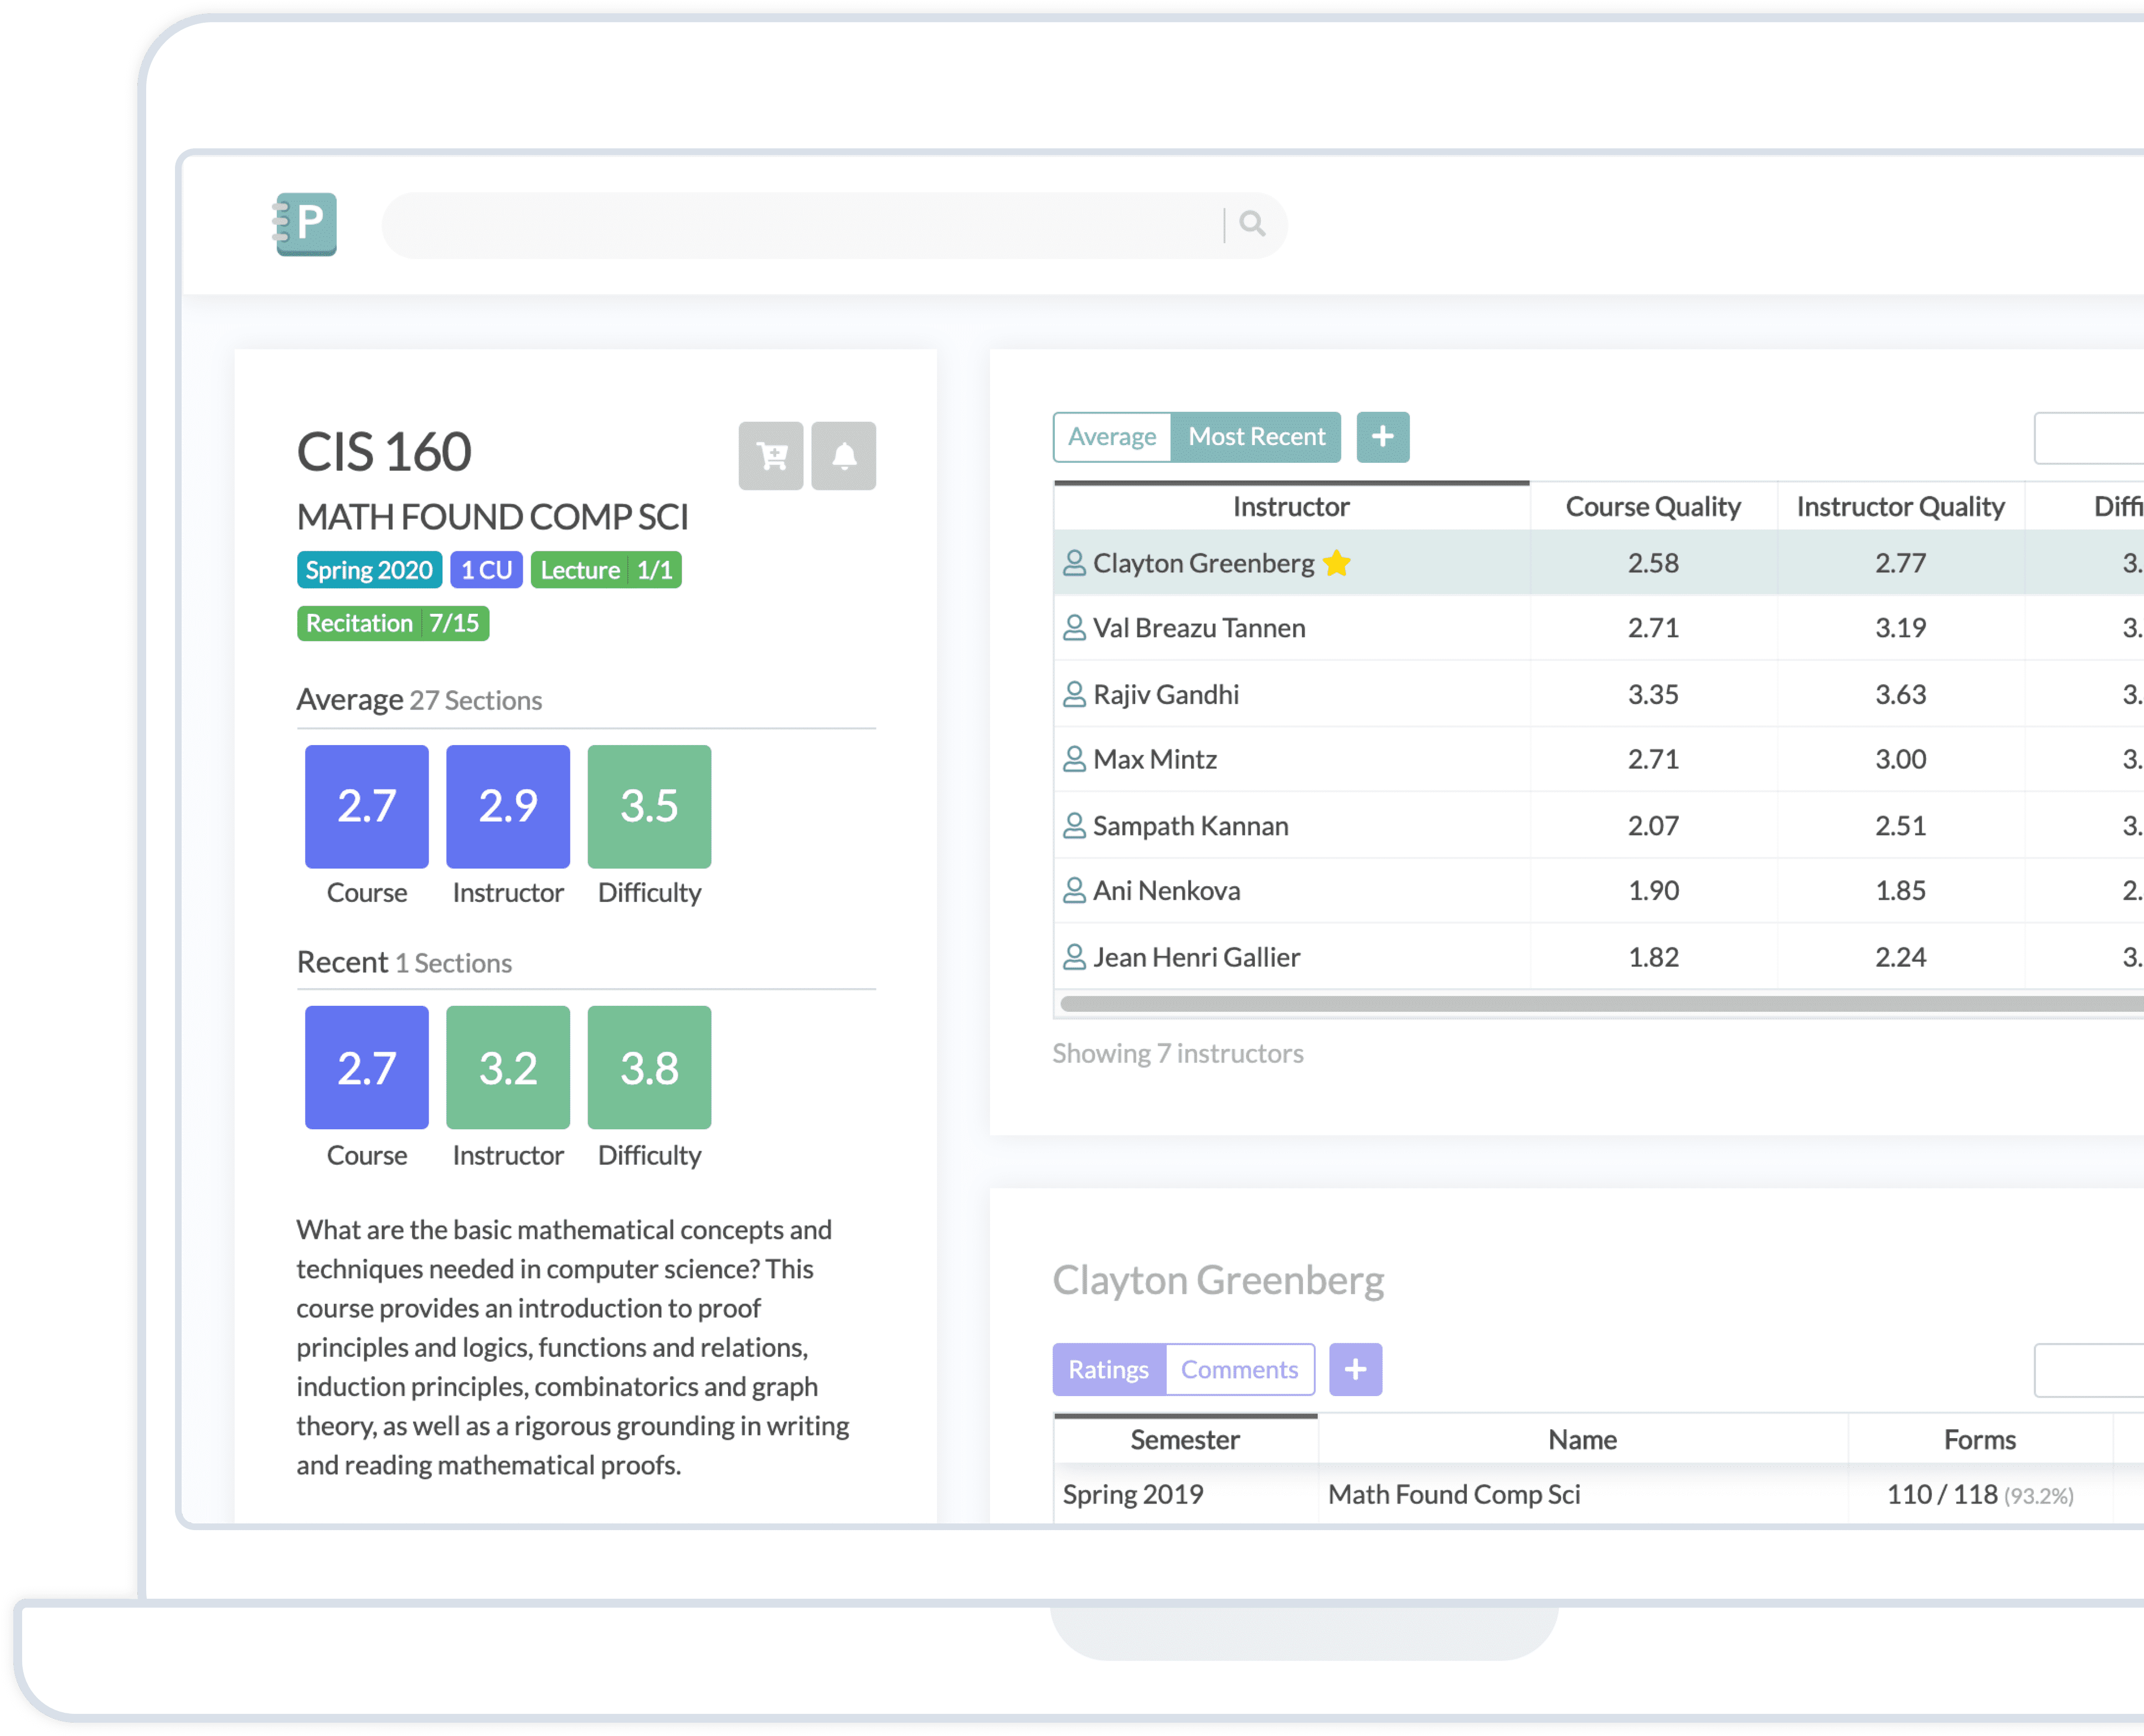 P
CIS 160
MATH FOUND COMP SCI
Spring 2020 1 CU Lecture 1/1
Recitation 7/15
Average 27 Sections
2.7 2.9 3.5
Course Instructor Difficulty
Recent 1 Sections
2.7 3.2 3.8
Course Instructor Difficulty
What are the basic mathematical concepts and
techniques needed in computer science? This
course provides an introduction to proof
principles and logics, functions and relations,
induction principles, combinatorics and graph
theory, as well as a rigorous grounding in writing
and reading mathematical proofs.
Average Most Recent +
Instructor Course Quality Instructor Quality Diffi
Clayton Greenberg 2.58 2.77 3.
Val Breazu Tannen 2.71 3.19 3.
Rajiv Gandhi 3.35 3.63 3.
Max Mintz 2.71 3.00 3.
Sampath Kannan 2.07 2.51 3.
Ani Nenkova 1.90 1.85 2.
Jean Henri Gallier 1.82 2.24 3.
Showing 7 instructors
Clayton Greenberg
Ratings Comments +
Semester Name Forms
Spring 2019 Math Found Comp Sci 110 / 118 (93.2%)